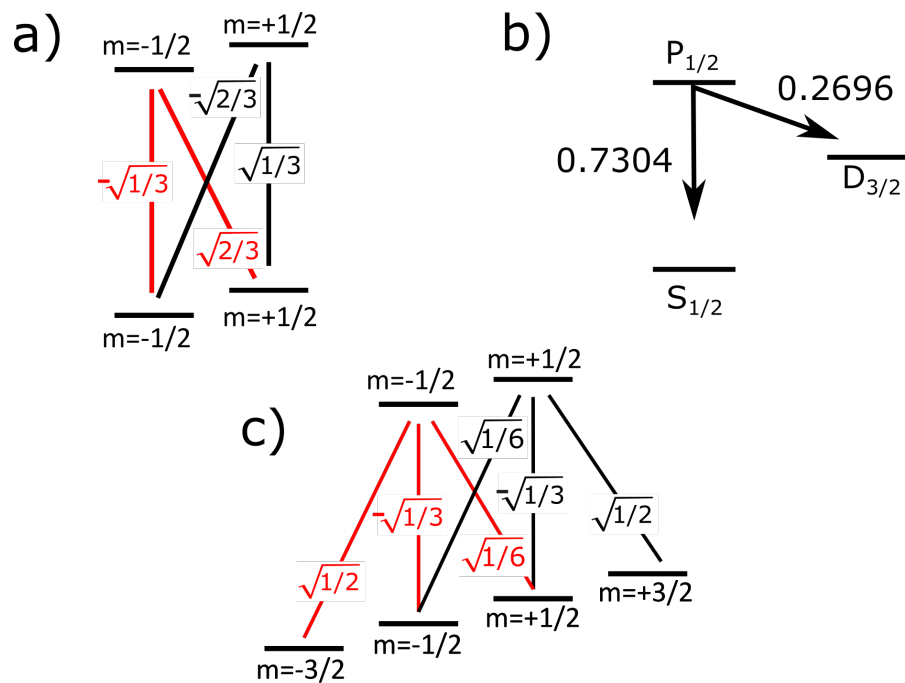 a)
m=-1/2
m=+1/2
-√2/3
-√1/3
√1/3
√2/3
m=-1/2
m=+1/2
b)
P1/2
0.2696
0.7304
D3/2
S1/2
c)
m=-1/2
m=+1/2
√1/6
-√1/3
-√1/3
√1/2
√1/2
√1/6
m=-3/2
m=-1/2
m=+1/2
m=+3/2